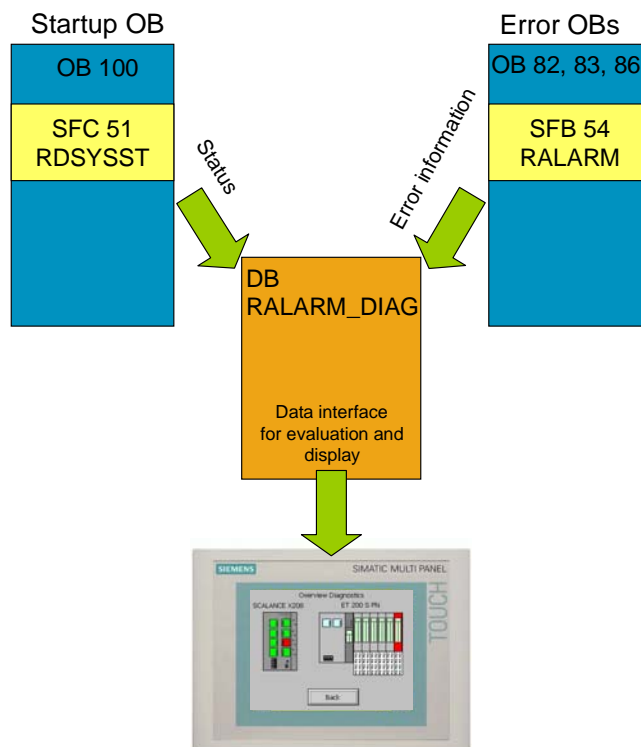 Startup OB
Error OBs
OB 100
OB 82, 83, 86
SFC 51
RDSYSST
SFB 54
RALARM
Status
Error information
DB
RALARM_DIAG
Data interface
for evaluation and
display
SIEMENS
SIMATIC MULTI PANEL
TOUCH
Overview Diagnostics
SCALANCE X208
ET 200 S PN
Back